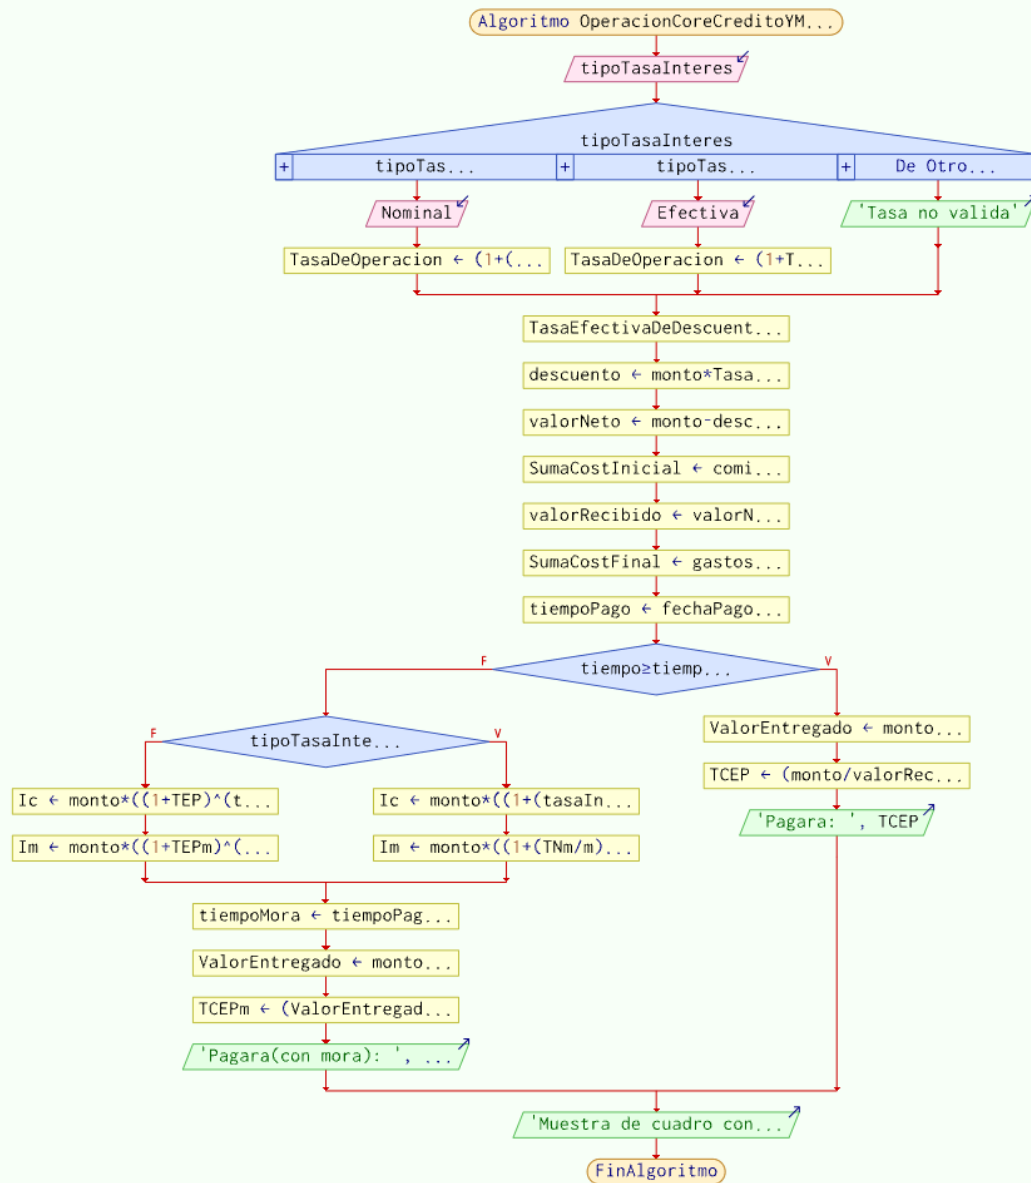 Algoritmo OperacionCoreCreditoYM...
tipoTasaInteres
tipoTasaInteres
+ tipoTas... + tipoTas... + De Otro...
Nominal Efectiva 'Tasa no valida'
TasaDeOperacion ← (1+(... TasaDeOperacion ← (1+T...
TasaEfectivaDeDescuent...
descuento ← monto*Tasa...
valorNeto ← monto-desc...
SumaCostInicial ← comi...
valorRecibido ← valorN...
SumaCostFinal ← gastos...
tiempoPago ← fechaPago...
F tiempo≥tiemp... V
F tipoTasaInte... V
ValorEntregado ← monto...
TCEP ← (monto/valorRec...
'Pagara: ', TCEP
Ic ← monto*((1+TEP)^(t... Ic ← monto*((1+(tasaIn...
Im ← monto*((1+TEPm)^(... Im ← monto*((1+(TNm/m)...
tiempoMora ← tiempoPag...
ValorEntregado ← monto...
TCEPm ← (ValorEntregad...
'Pagara(con mora): ', ...
'Muestra de cuadro con...
FinAlgoritmo